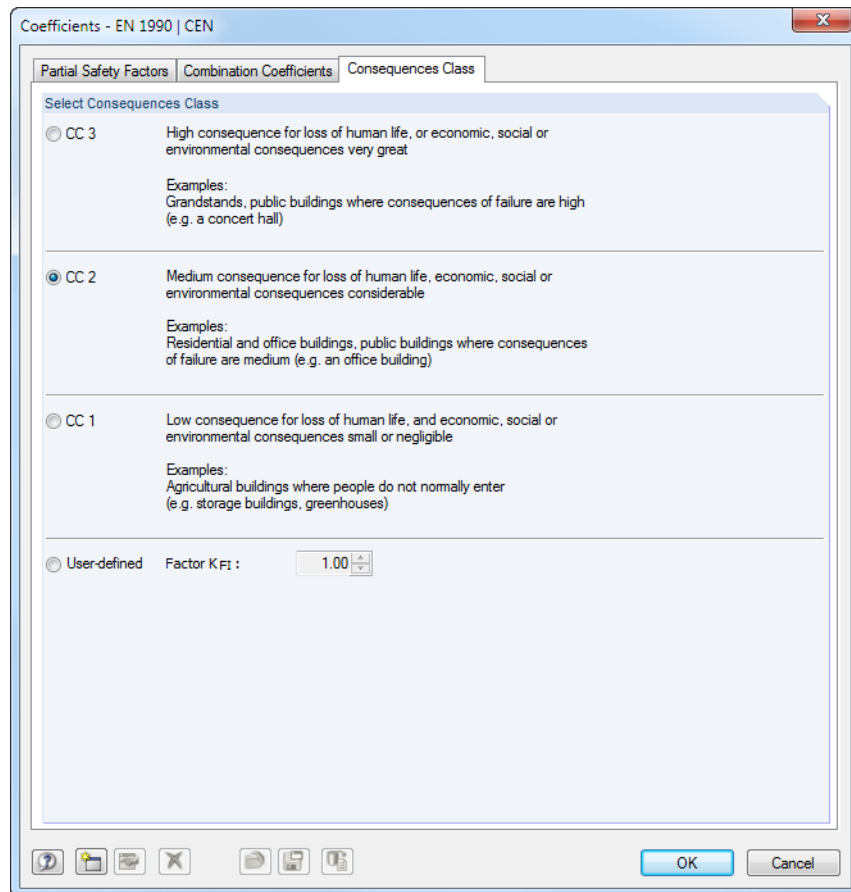 Coefficients - EN 1990 | CEN
Partial Safety Factors Combination Coefficients Consequences Class
Select Consequences Class
CC 3 High consequence for loss of human life, or economic, social or
environmental consequences very great
Examples:
Grandstands, public buildings where consequences of failure are high
(e.g. a concert hall)
CC 2 Medium consequence for loss of human life, economic, social or
environmental consequences considerable
Examples:
Residential and office buildings, public buildings where consequences
of failure are medium (e.g. an office building)
CC 1 Low consequence for loss of human life, and economic, social or
environmental consequences small or negligible
Examples:
Agricultural buildings where people do not normally enter
(e.g. storage buildings, greenhouses)
User-defined Factor KFI : 1.00
OK Cancel